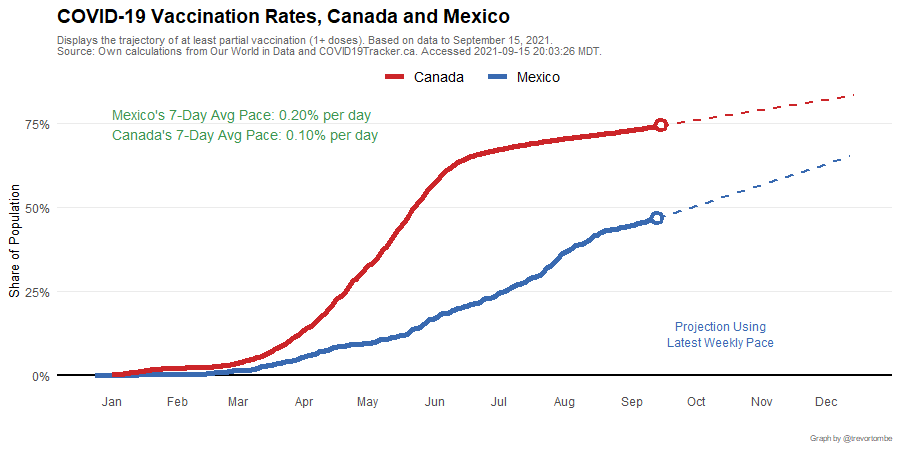 COVID-19 Vaccination Rates, Canada and Mexico
Displays the trajectory of at least partial vaccination (1+ doses). Based on data to September 15, 2021.
Source: Own calculations from Our World in Data and COVID19Tracker.ca. Accessed 2021-09-15 20:03:26 MDT.
Canada Mexico
Mexico's 7-Day Avg Pace: 0.20% per day
Canada's 7-Day Avg Pace: 0.10% per day
75%
50%
25%
0%
Share of Population
Projection Using
Latest Weekly Pace
Jan Feb Mar Apr May Jun Jul Aug Sep Oct Nov Dec
Graph by @trevortombe